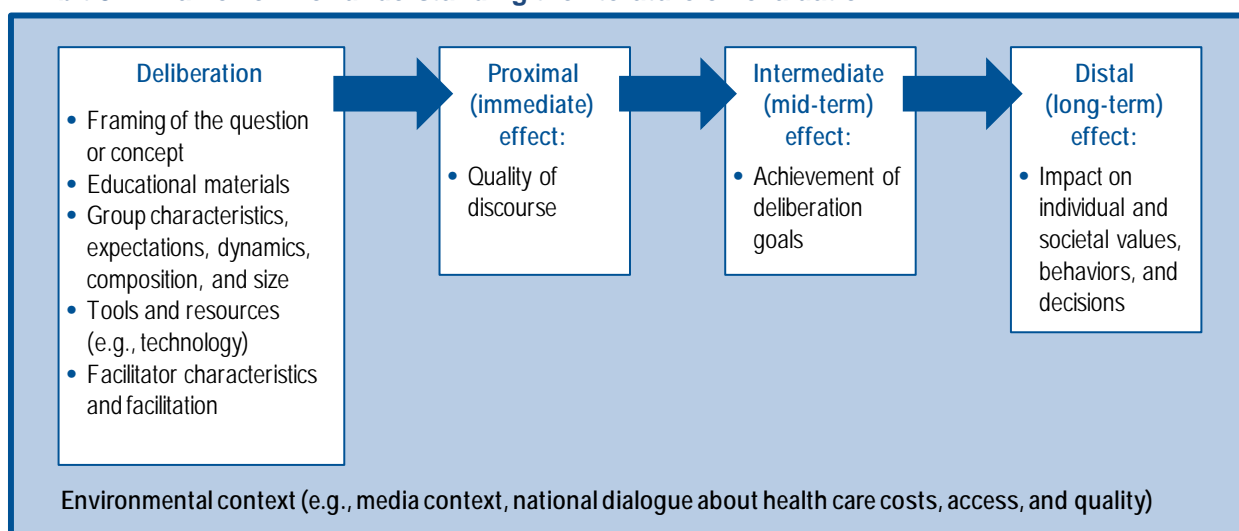 Deliberation
• Framing of the question
or concept
• Educational materials
• Group characteristics,
expectations, dynamics,
composition, and size
• Tools and resources
(e.g., technology)
• Facilitator characteristics
and facilitation
Proximal
(immediate)
effect:
• Quality of
discourse
Intermediate
(mid-term)
effect:
• Achievement of
deliberation
goals
Distal
(long-term)
effect:
• Impact on
individual and
societal values,
behaviors, and
decisions
Environmental context (e.g., media context, national dialogue about health care costs, access, and quality)